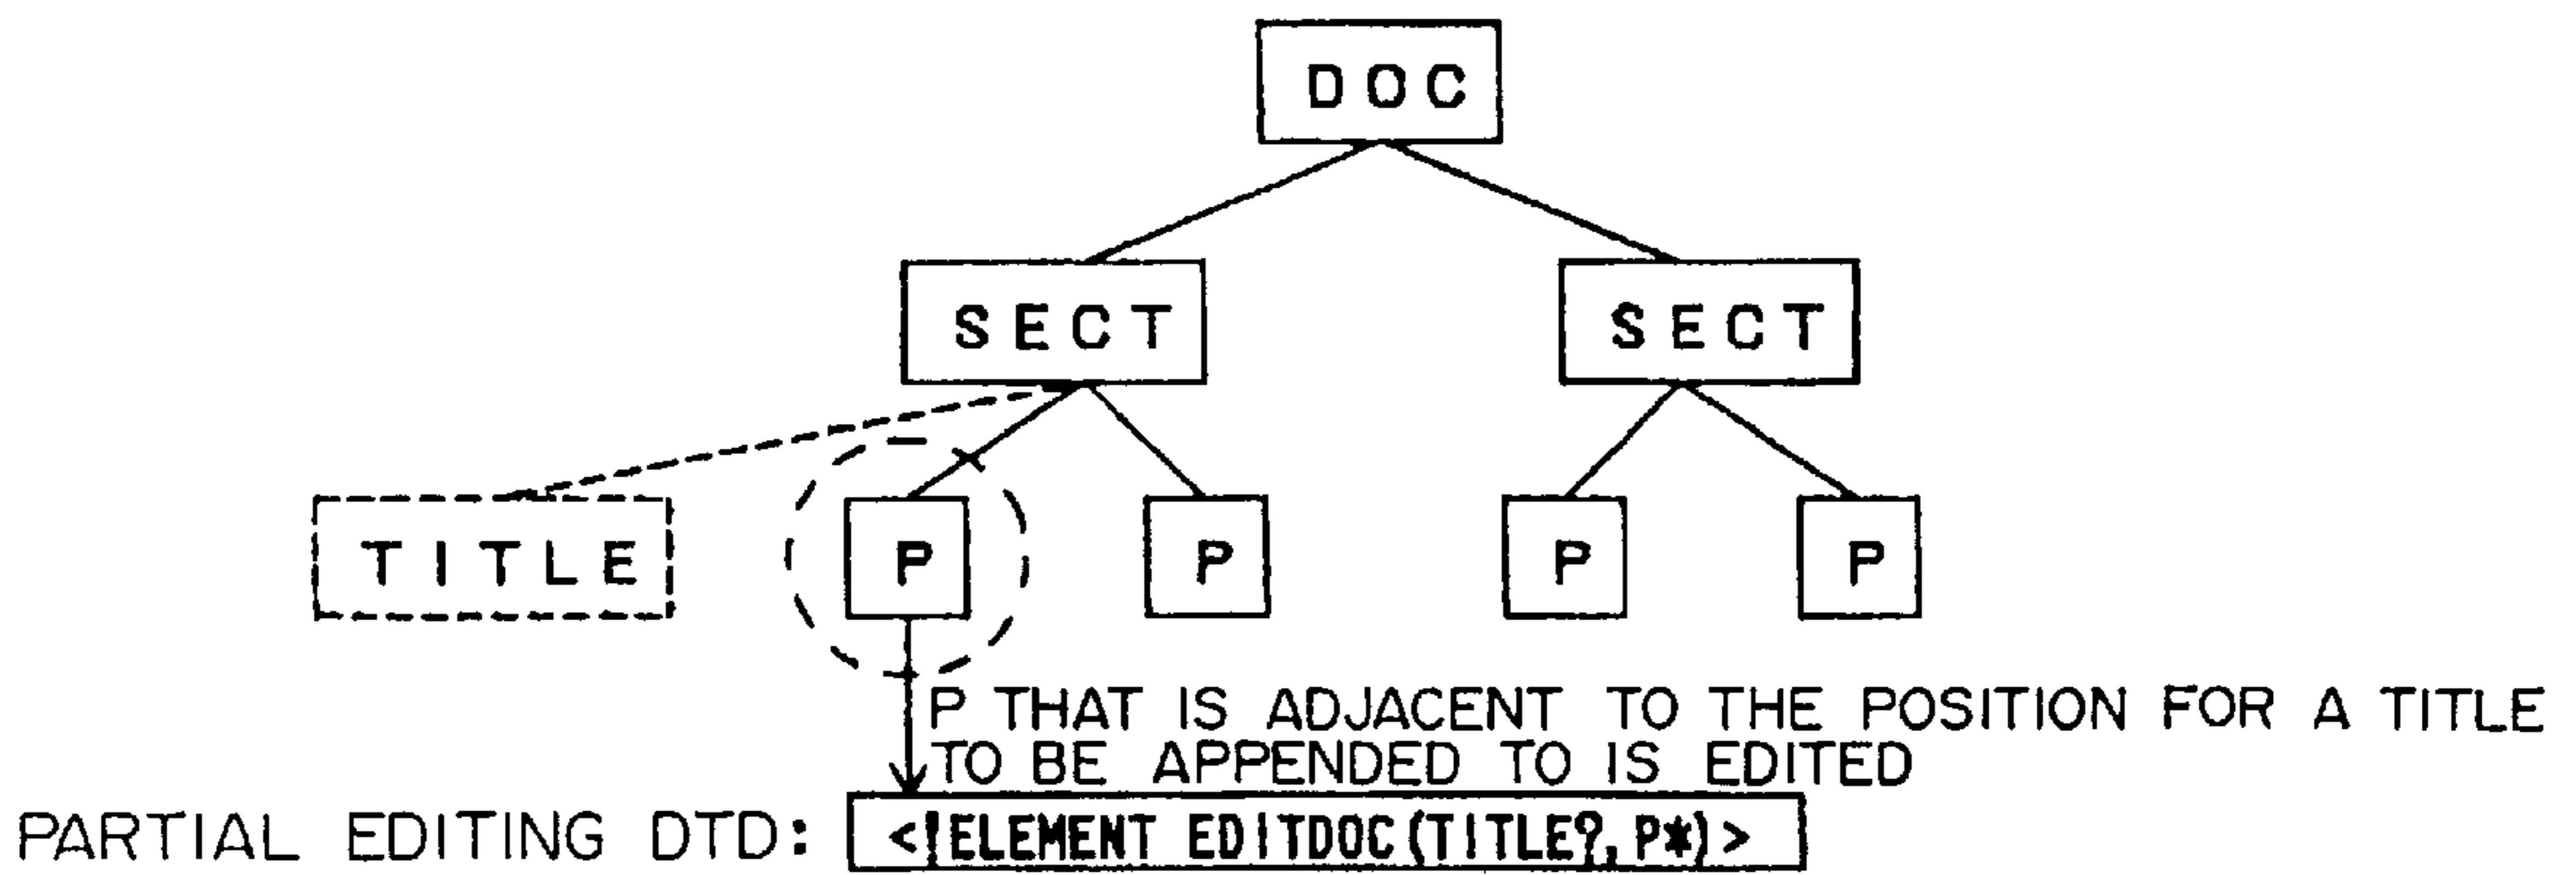 DOC
SECT SECT
TITLE P P P P
P THAT IS ADJACENT TO THE POSITION FOR A TITLE
TO BE APPENDED TO IS EDITED
PARTIAL EDITING DTD: <!ELEMENT EDITDOC(TITLE?,P*)>